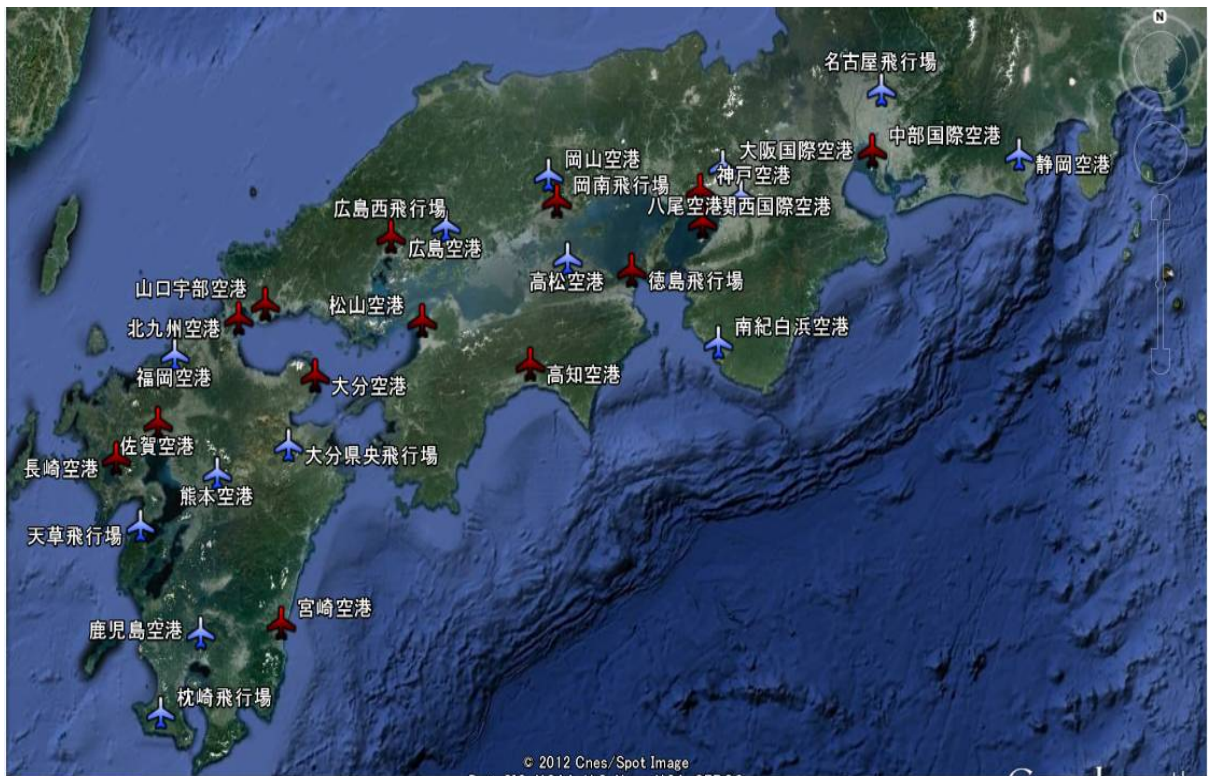 N
名古屋飛行場
大阪国際空港
中部国際空港
静岡空港
岡山空港
神戸空港
岡南飛行場
八尾空港
関西国際空港
広島西飛行場
広島空港
高松空港
徳島飛行場
山口宇部空港
松山空港
北九州空港
南紀白浜空港
福岡空港
大分空港
高知空港
佐賀空港
長崎空港
大分県央飛行場
熊本空港
天草飛行場
宮崎空港
鹿児島空港
枕崎飛行場
© 2012 Cnes/Spot Image